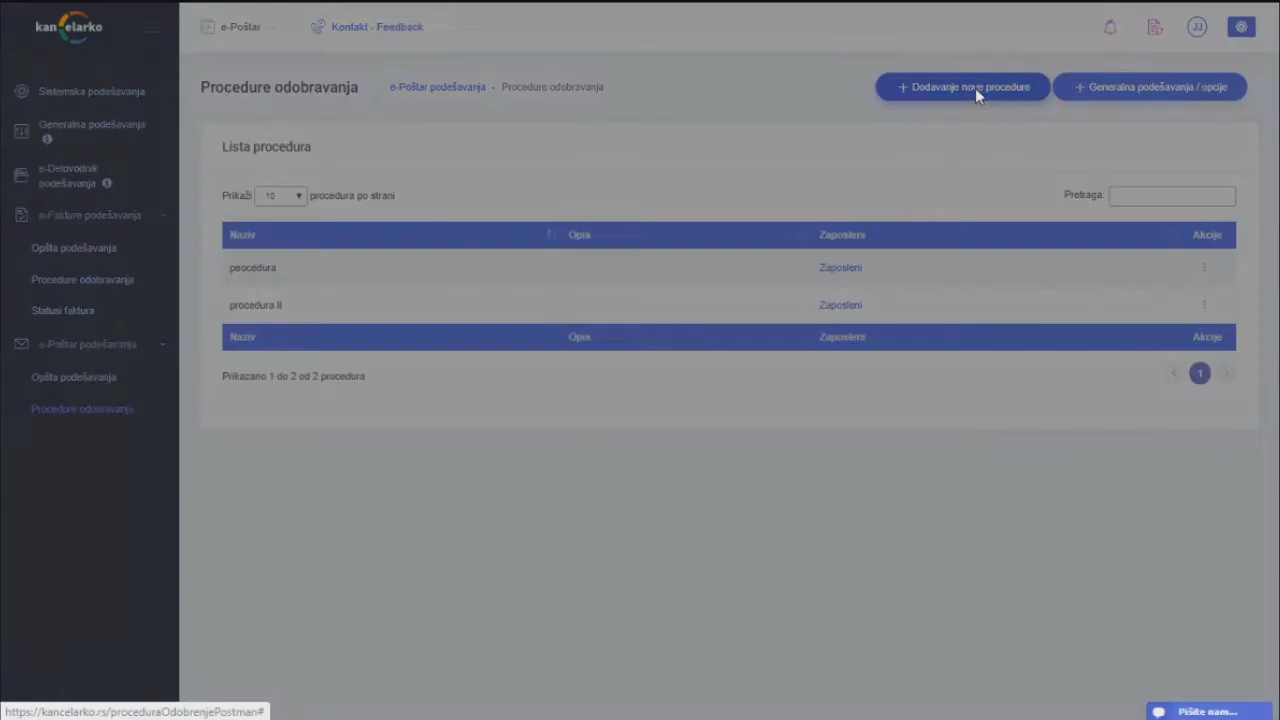 kancelarko
e-Poštar
Kontakt - Feedback
JJ
Sistemska podešavanja
Generalna podešavanja
e-Delovodnik
podešavanja
e-Fakture podešavanja
Opšta podešavanja
Procedure odobravanja
Statusi faktura
e-Poštar podešavanja
Opšta podešavanja
Procedure odobravanja
Procedure odobravanja
e-Poštar podešavanja - Procedure odobravanja
+ Dodavanje nove procedure
+ Generalna podešavanja / opcije
Lista procedura
Prikaži 10 procedura po strani
Pretraga:
Naziv Opis Zaposleni Akcije
peocedura Zaposleni
procedura II Zaposleni
Naziv Opis Zaposleni Akcije
Prikazano 1 do 2 od 2 procedura
1
https://kancelarko.rs/proceduraOdobrenjePostman#
Pišite nam...